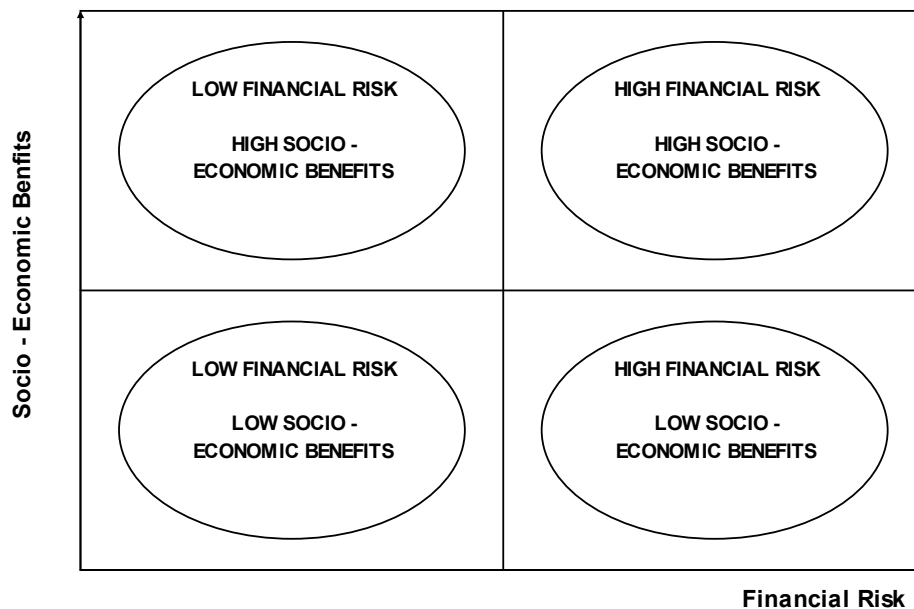 Socio - Economic Benfits
LOW FINANCIAL RISK
HIGH SOCIO -
ECONOMIC BENEFITS
HIGH FINANCIAL RISK
HIGH SOCIO -
ECONOMIC BENEFITS
LOW FINANCIAL RISK
LOW SOCIO -
ECONOMIC BENEFITS
HIGH FINANCIAL RISK
LOW SOCIO -
ECONOMIC BENEFITS
Financial Risk